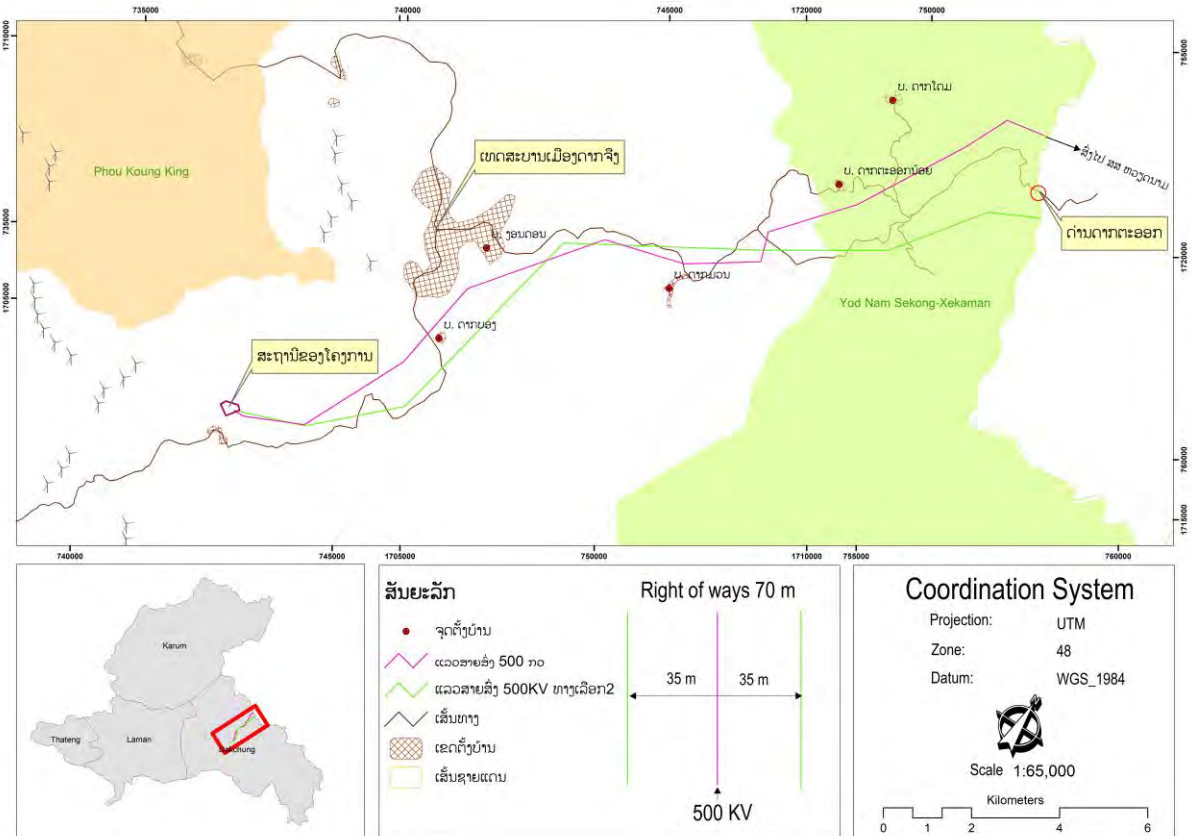 735000
740000
745000
1720000
750000
1710000
755000
ບ. ດາກໂດມ
ສົ່ງໄປ ສສ ຫວຽດນາມ
ເທດສະບານເມືອງດາກຈຶງ
Phou Koung King
ບ. ດາກຕະອອກນ້ອຍ
735000
ບ. ງອນດອນ
ດ່ານດາກຕະອອກ
1720000
ບ. ດາກມວນ
1705000
Yod Nam Sekong-Xekaman
ບ. ດາກຍອງ
ສະຖານີຂອງໂຄງການ
760000
1715000
740000
745000
1705000
750000
1710000
755000
760000
Karum
Thateng
Laman
Dakchung
ສັນຍະລັກ
ຈຸດຕັ້ງບ້ານ
ແລວສາຍສົ່ງ 500 ກວ
ແລວສາຍສົ່ງ 500KV ທາງເລືອກ2
ເສັ້ນທາງ
ເຂດຕັ້ງບ້ານ
ເສັ້ນຊາຍແດນ
Right of ways 70 m
35 m
35 m
500 KV
Coordination System
Projection: UTM
Zone: 48
Datum: WGS_1984
Scale 1:65,000
Kilometers
0 1 2 4 6